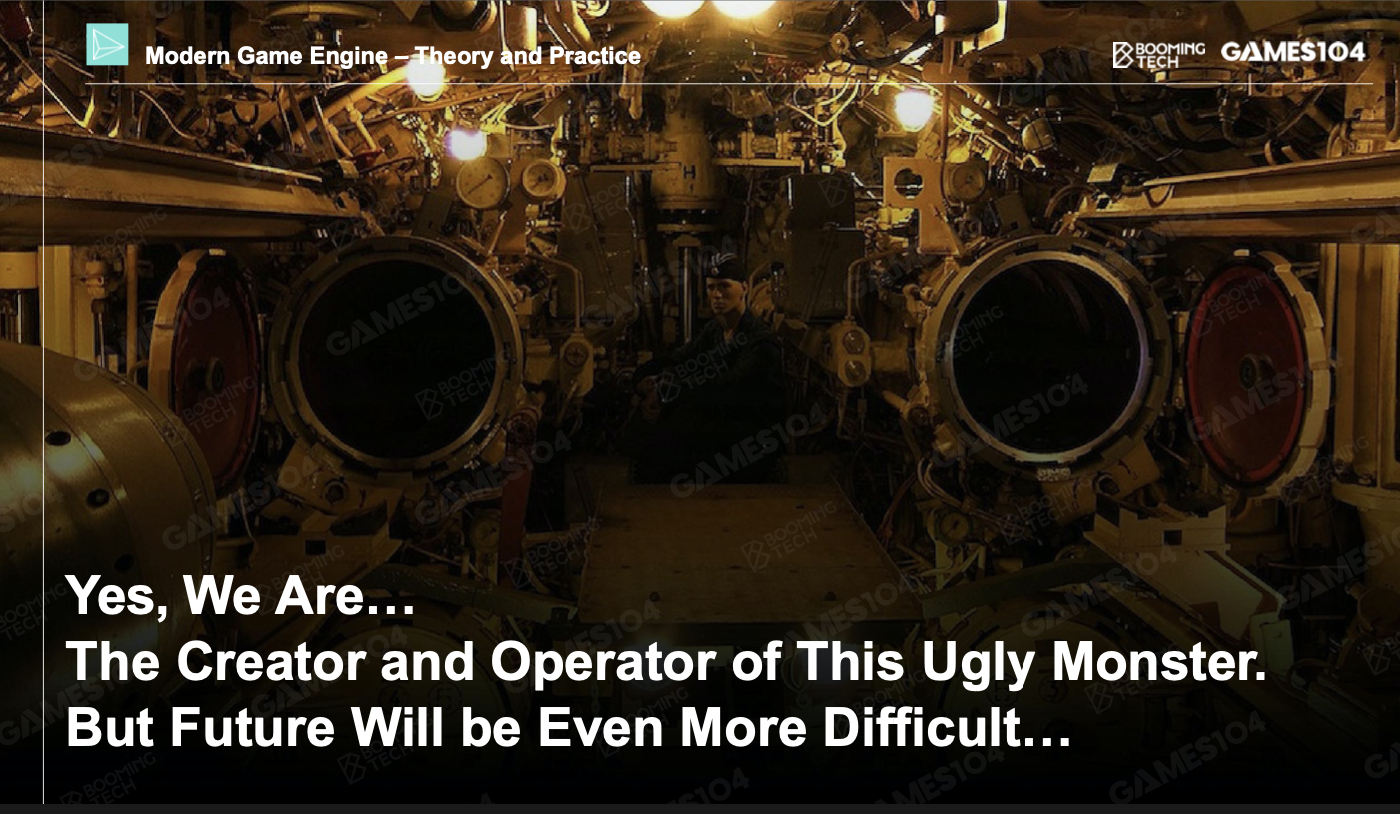 Modern Game Engine – Theory and Practice
BOOMING
TECH
GAMES104
H
Yes, We Are…
The Creator and Operator of This Ugly Monster.
But Future Will be Even More Difficult…